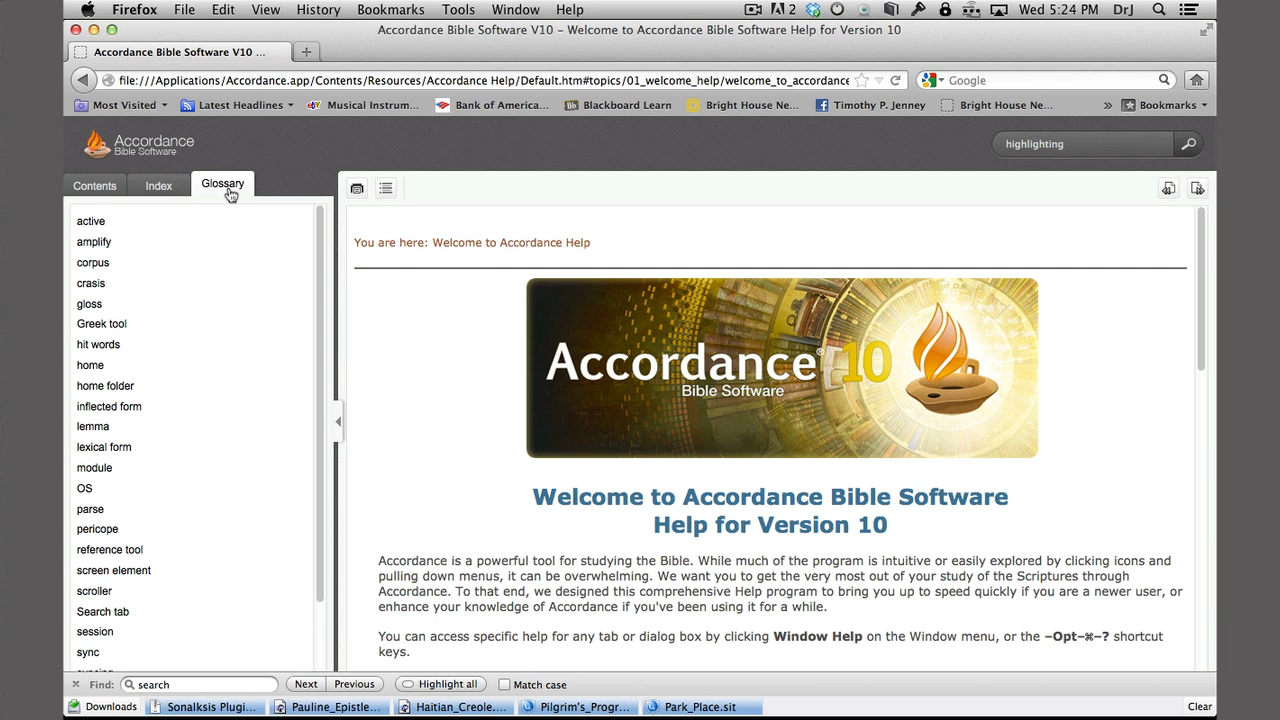 Firefox File Edit View History Bookmarks Tools Window Help 2 Wed 5:24 PM DrJ
Accordance Bible Software V10 – Welcome to Accordance Bible Software Help for Version 10
Accordance Bible Software V10 ...
file:///Applications/Accordance.app/Contents/Resources/Accordance Help/Default.htm#topics/01_welcome_help/welcome_to_accordance Google
Most Visited Latest Headlines Musical Instrum... Bank of America... Blackboard Learn Bright House Ne... Timothy P. Jenney Bright House Ne... » Bookmarks
Accordance
Bible Software
highlighting
Contents Index Glossary
active
amplify
corpus
crasis
gloss
Greek tool
hit words
home
home folder
inflected form
lemma
lexical form
module
OS
parse
pericope
reference tool
screen element
scroller
Search tab
session
sync
You are here: Welcome to Accordance Help
Accordance® 10
Bible Software
Welcome to Accordance Bible Software
Help for Version 10
Accordance is a powerful tool for studying the Bible. While much of the program is intuitive or easily explored by clicking icons and
pulling down menus, it can be overwhelming. We want you to get the very most out of your study of the Scriptures through
Accordance. To that end, we designed this comprehensive Help program to bring you up to speed quickly if you are a newer user, or
enhance your knowledge of Accordance if you've been using it for a while.
You can access specific help for any tab or dialog box by clicking Window Help on the Window menu, or the –Opt–⌘–? shortcut
keys.
Find: search Next Previous Highlight all Match case
Downloads Sonalksis Plugi... Pauline_Epistle... Haitian_Creole.... Pilgrim's_Progr... Park_Place.sit Clear